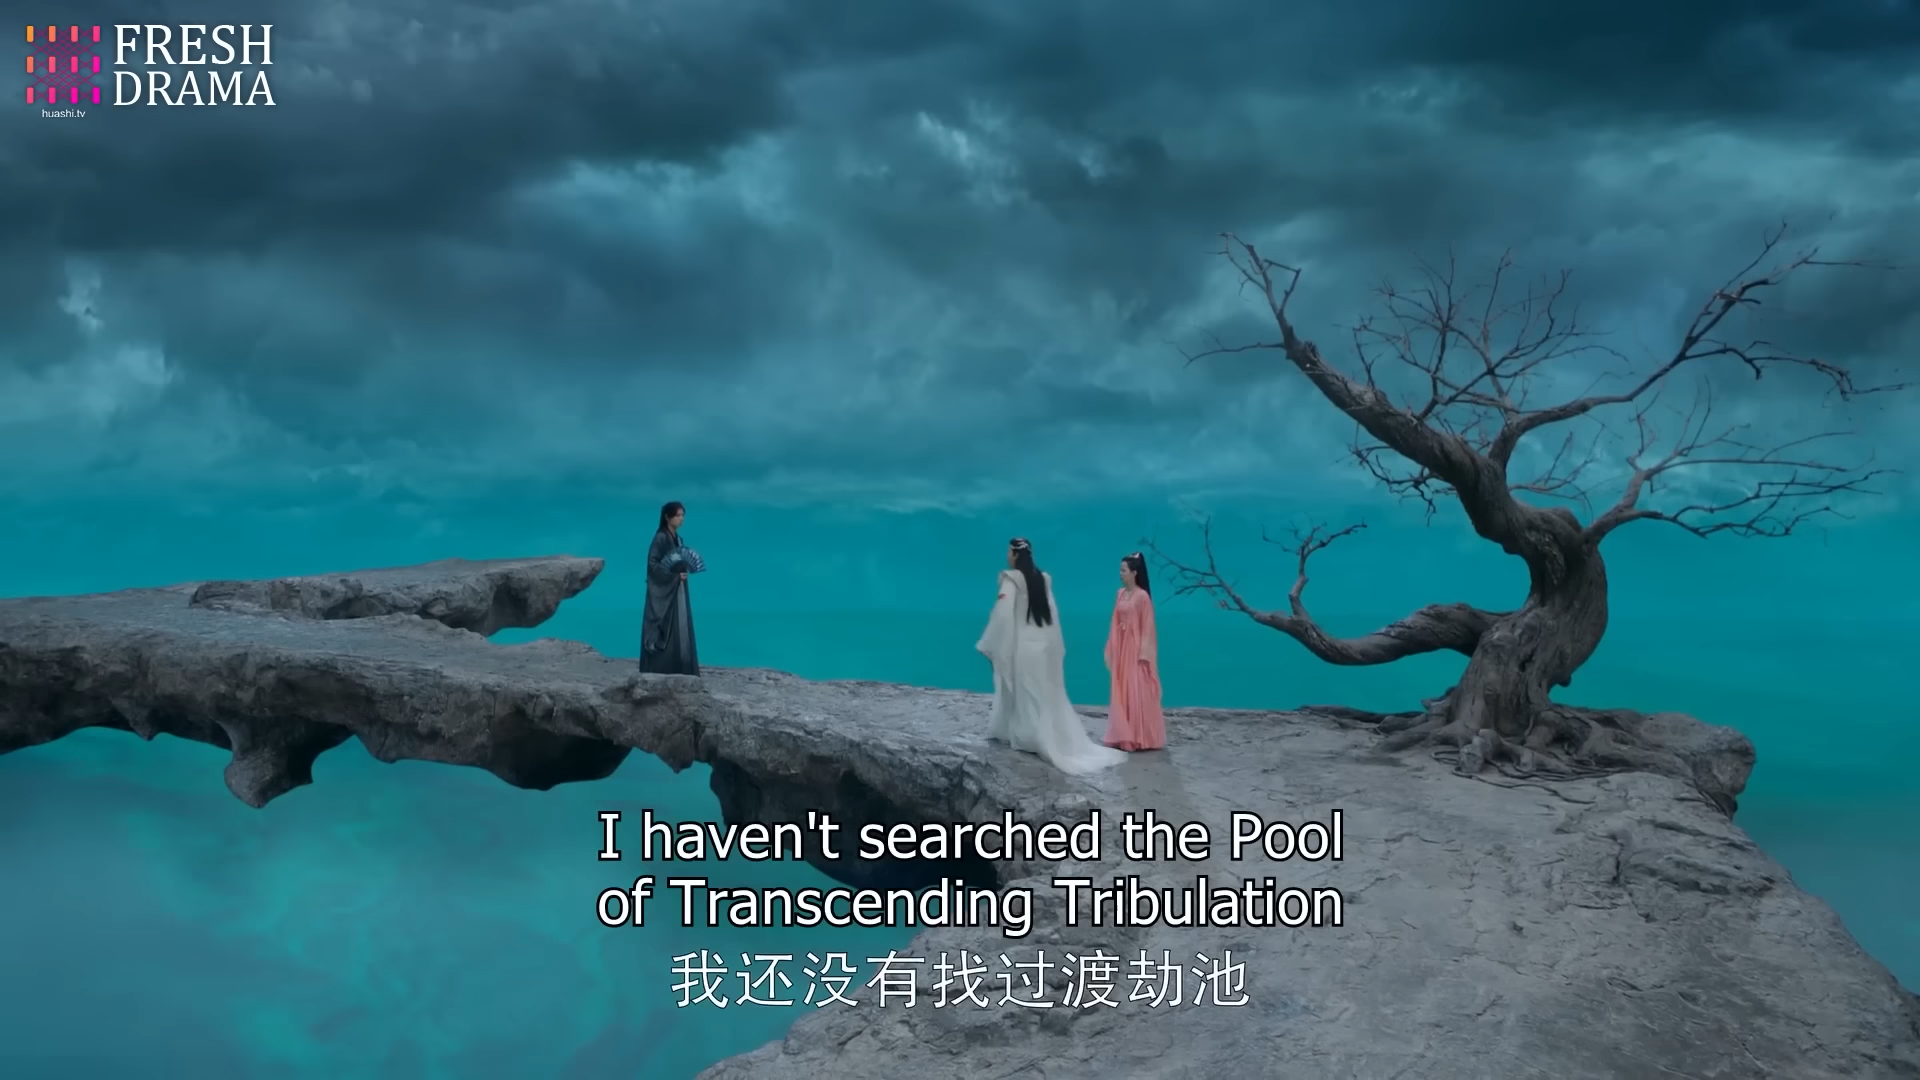 FRESH
DRAMA
huashi.tv
I haven't searched the Pool
of Transcending Tribulation
我还没有找过渡劫池